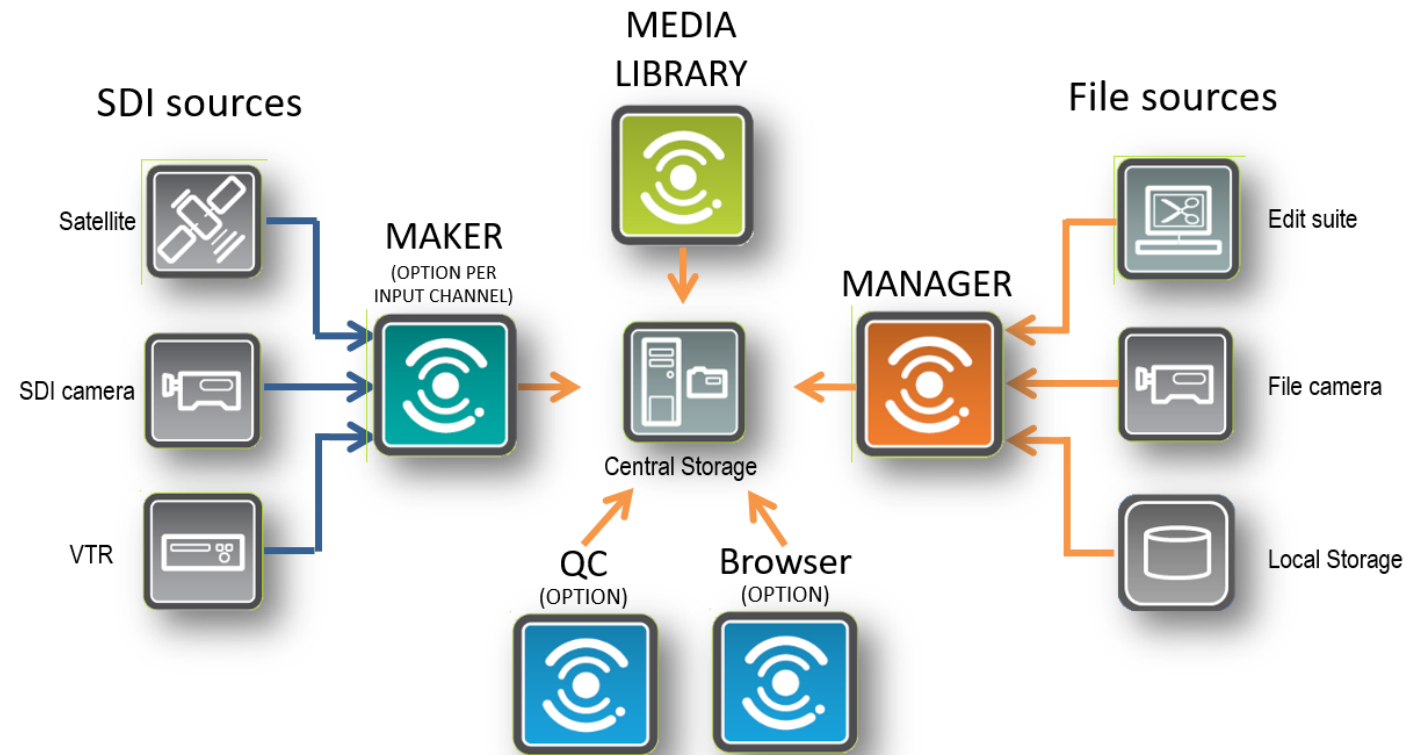 MEDIA
LIBRARY
SDI sources
File sources
Satellite
MAKER
(OPTION PER
INPUT CHANNEL)
MANAGER
Edit suite
SDI camera
File camera
Central Storage
VTR
QC
(OPTION)
Browser
(OPTION)
Local Storage